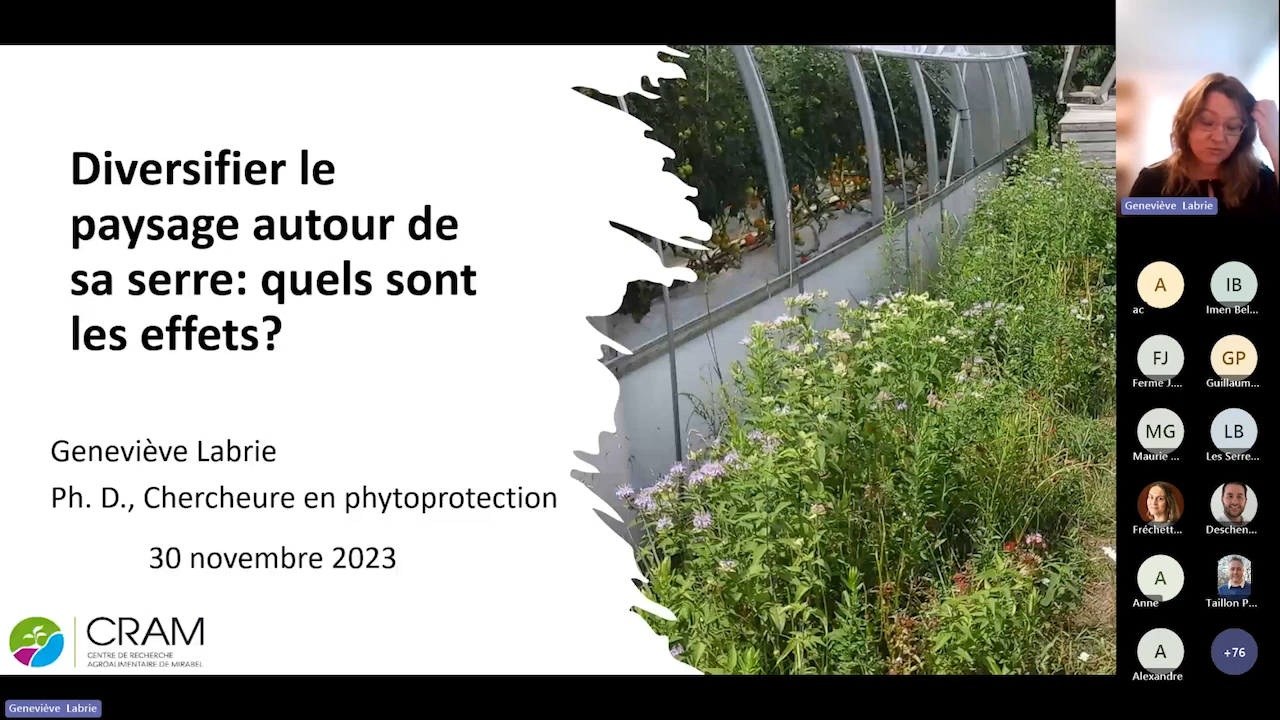 Diversifier le
paysage autour de
sa serre: quels sont
les effets?
Geneviève Labrie
Ph. D., Chercheure en phytoprotection
30 novembre 2023
CRAM
CENTRE DE RECHERCHE
AGROALIMENTAIRE DE MIRABEL
Geneviève Labrie
A
ac
IB
Imen Bel...
FJ
Ferme J....
GP
Guillaum...
MG
Maurie ...
LB
Les Serre...
Fréchett...
Deschen...
A
Anne
Taillon P...
A
Alexandre
+76
Geneviève Labrie